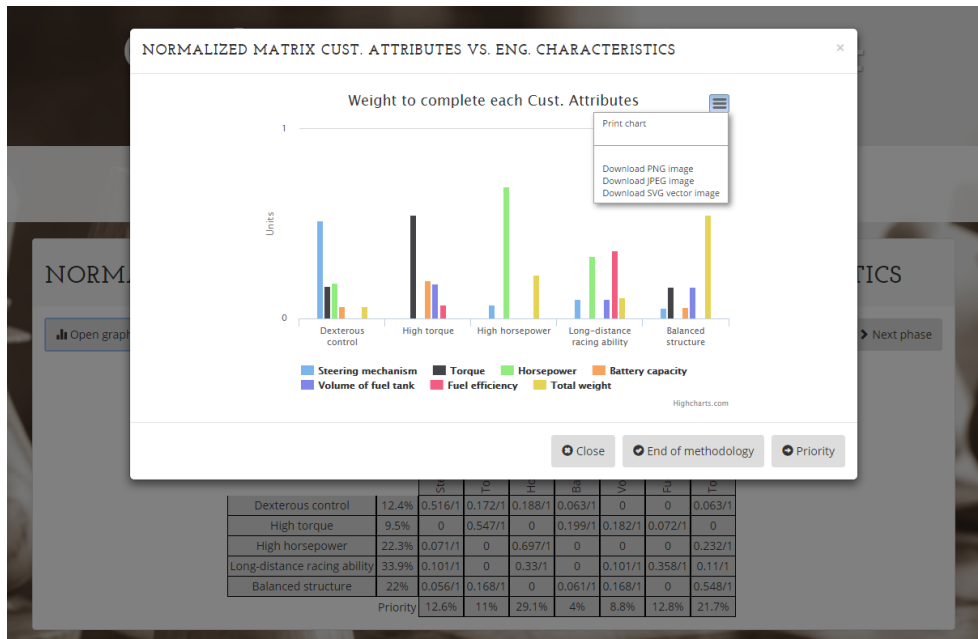 NORMALIZED MATRIX CUST. ATTRIBUTES VS. ENG. CHARACTERISTICS ×
Weight to complete each Cust. Attributes
Print chart
Download PNG image
Download JPEG image
Download SVG vector image
1
Units
0
Dexterous control High torque High horsepower Long-distance racing ability Balanced structure
Steering mechanism Torque Horsepower Battery capacity
Volume of fuel tank Fuel efficiency Total weight
Highcharts.com
Close End of methodology Priority
NORM
TICS
Open graph
Next phase
Dexterous control 12.4% 0.516/1 0.172/1 0.188/1 0.063/1 0 0 0.063/1
High torque 9.5% 0 0.547/1 0 0.199/1 0.182/1 0.072/1 0
High horsepower 22.3% 0.071/1 0 0.697/1 0 0 0 0.232/1
Long-distance racing ability 33.9% 0.101/1 0 0.33/1 0 0.101/1 0.358/1 0.11/1
Balanced structure 22% 0.056/1 0.168/1 0 0.061/1 0.168/1 0 0.548/1
Priority 12.6% 11% 29.1% 4% 8.8% 12.8% 21.7%